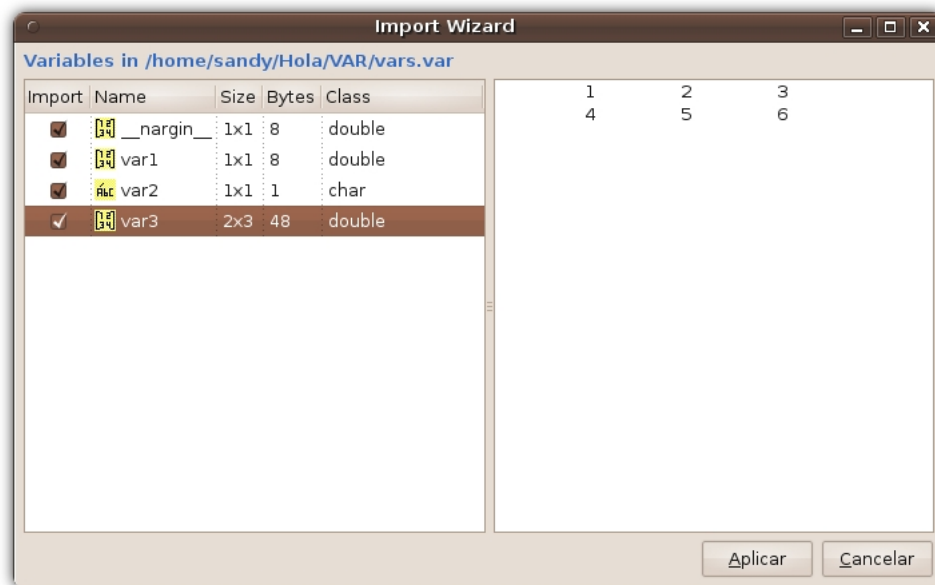 Import Wizard
Variables in /home/sandy/Hola/VAR/vars.var
Import Name Size Bytes Class
__nargin__ 1x1 8 double
var1 1x1 8 double
var2 1x1 1 char
var3 2x3 48 double
1 2 3
4 5 6
Aplicar Cancelar